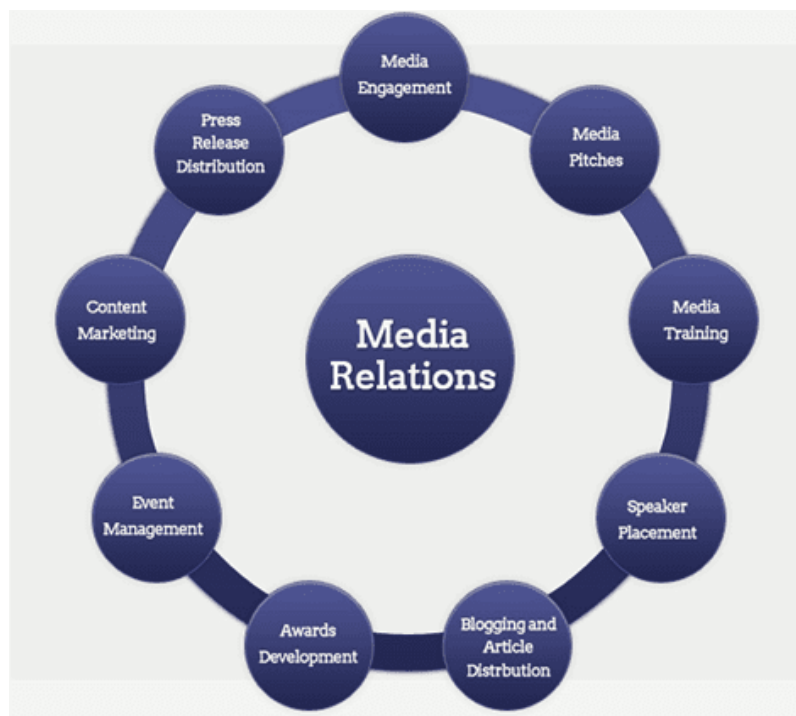 Media
Engagement
Media
Pitches
Media
Training
Speaker
Placement
Blogging and
Article
Distrbution
Awards
Development
Event
Management
Content
Marketing
Press
Release
Distribution
Media
Relations